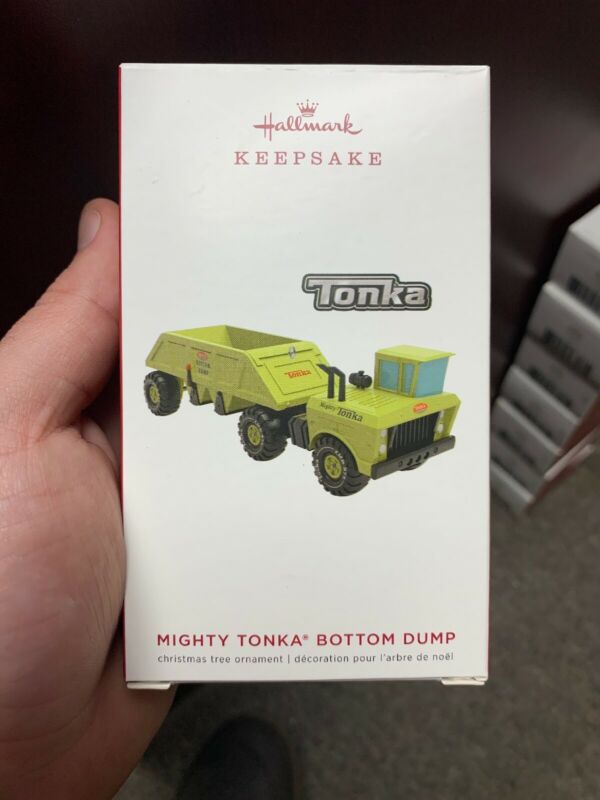 Hallmark
KEEPSAKE
Tonka
BOTTOM
DUMP
Tonka
Mighty Tonka
MIGHTY TONKA® BOTTOM DUMP
christmas tree ornament | décoration pour l'arbre de noël